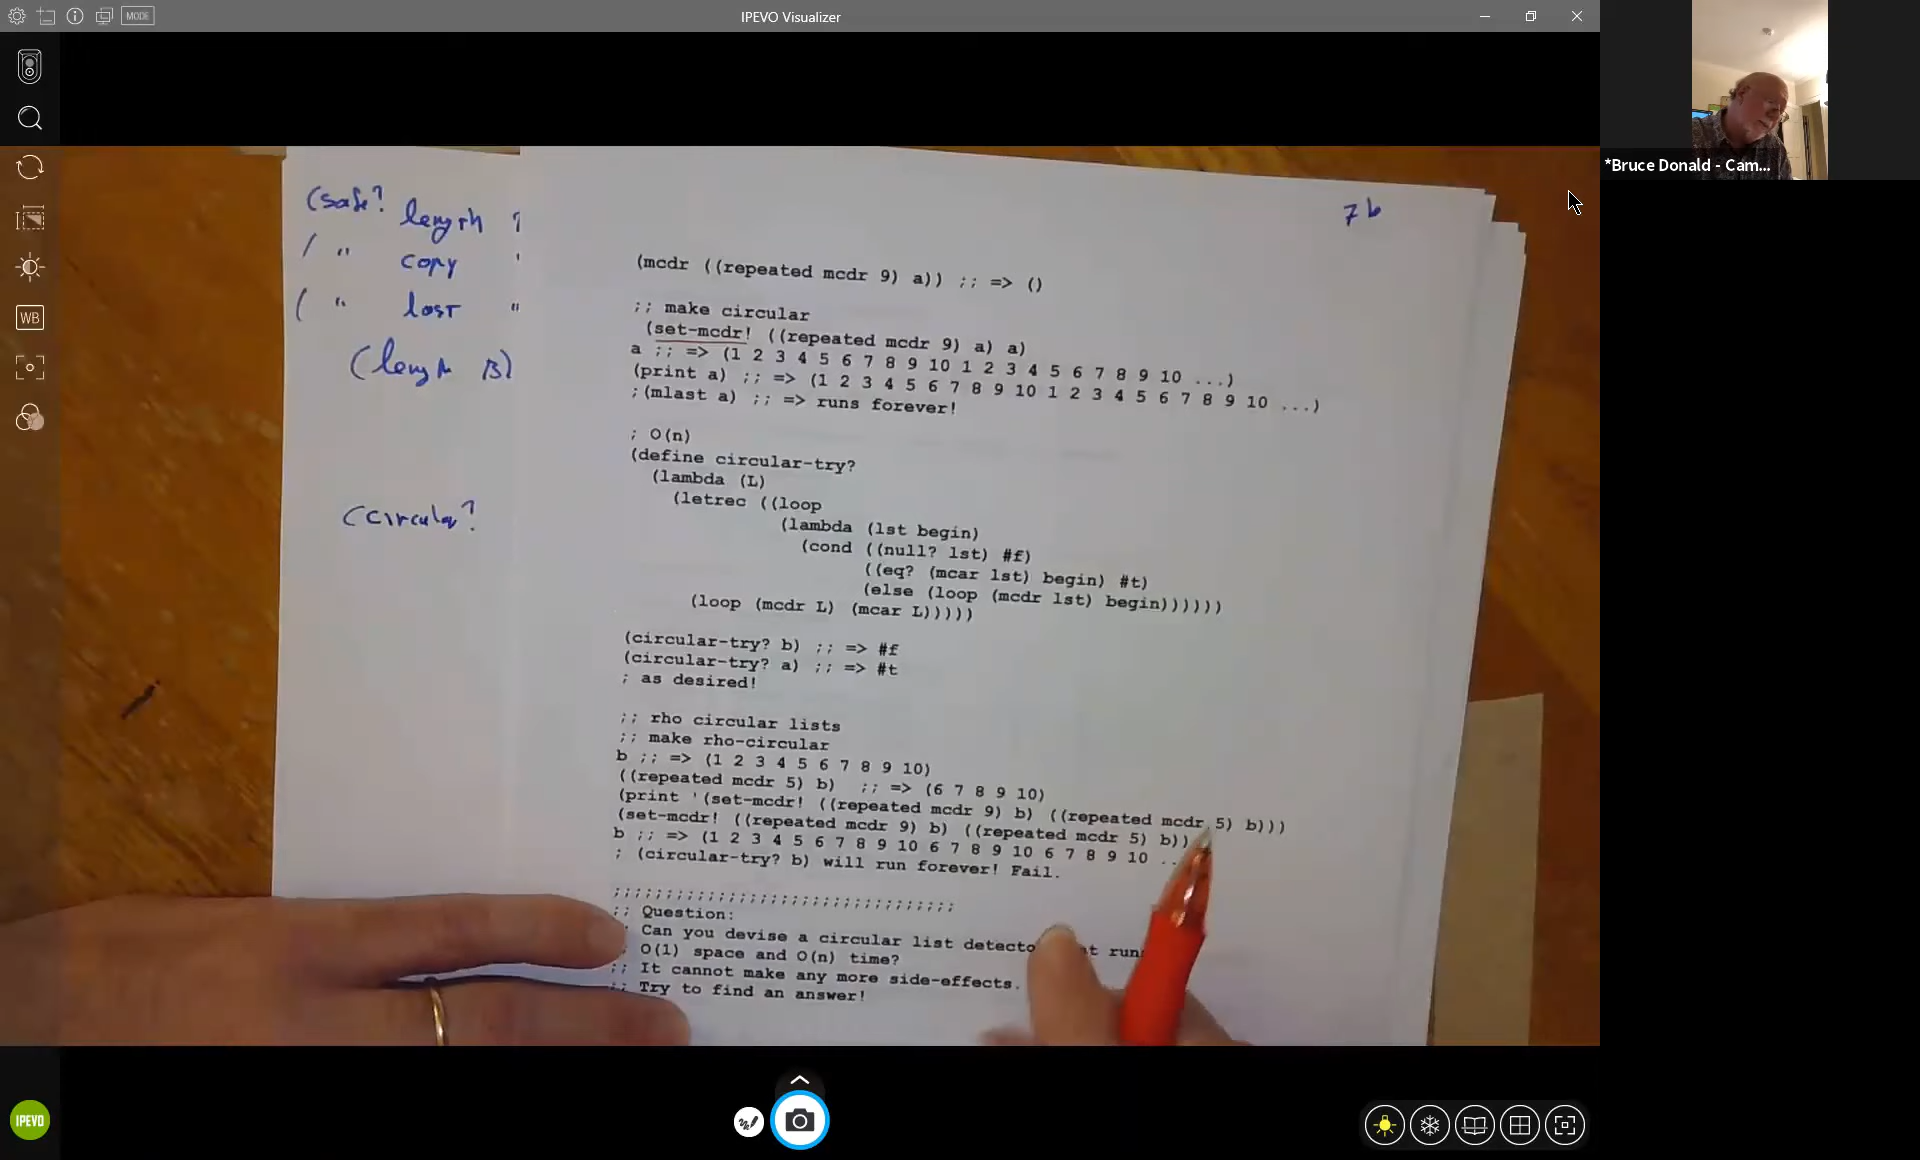 MODE
IPEVO Visualizer
*Bruce Donald - Cam...
WB
(safe? length ?
( " copy "
( " last "
(length B)
(circular?
7b
(mcdr ((repeated mcdr 9) a)) ;; => ()
;; make circular
(set-mcdr! ((repeated mcdr 9) a) a)
a ;; => (1 2 3 4 5 6 7 8 9 10 1 2 3 4 5 6 7 8 9 10 ...)
(print a) ;; => (1 2 3 4 5 6 7 8 9 10 1 2 3 4 5 6 7 8 9 10 ...)
;(mlast a) ;; => runs forever!
; O(n)
(define circular-try?
(lambda (L)
(letrec ((loop
(lambda (lst begin)
(cond ((null? lst) #f)
((eq? (mcar lst) begin) #t)
(else (loop (mcdr lst) begin))))))
(loop (mcdr L) (mcar L)))))
(circular-try? b) ;; => #f
(circular-try? a) ;; => #t
; as desired!
;; rho circular lists
;; make rho-circular
b ;; => (1 2 3 4 5 6 7 8 9 10)
((repeated mcdr 5) b) ;; => (6 7 8 9 10)
(print '(set-mcdr! ((repeated mcdr 9) b) ((repeated mcdr 5) b)))
(set-mcdr! ((repeated mcdr 9) b) ((repeated mcdr 5) b))
b ;; => (1 2 3 4 5 6 7 8 9 10 6 7 8 9 10 6 7 8 9 10 ..
; (circular-try? b) will run forever! Fail.
;;;;;;;;;;;;;;;;;;;;;;;;;;;;;;;;
;; Question:
Can you devise a circular list
O(1) space and O(n) time?
;; It cannot make any more side-effects.
;; Try to find an answer!
IPEVO